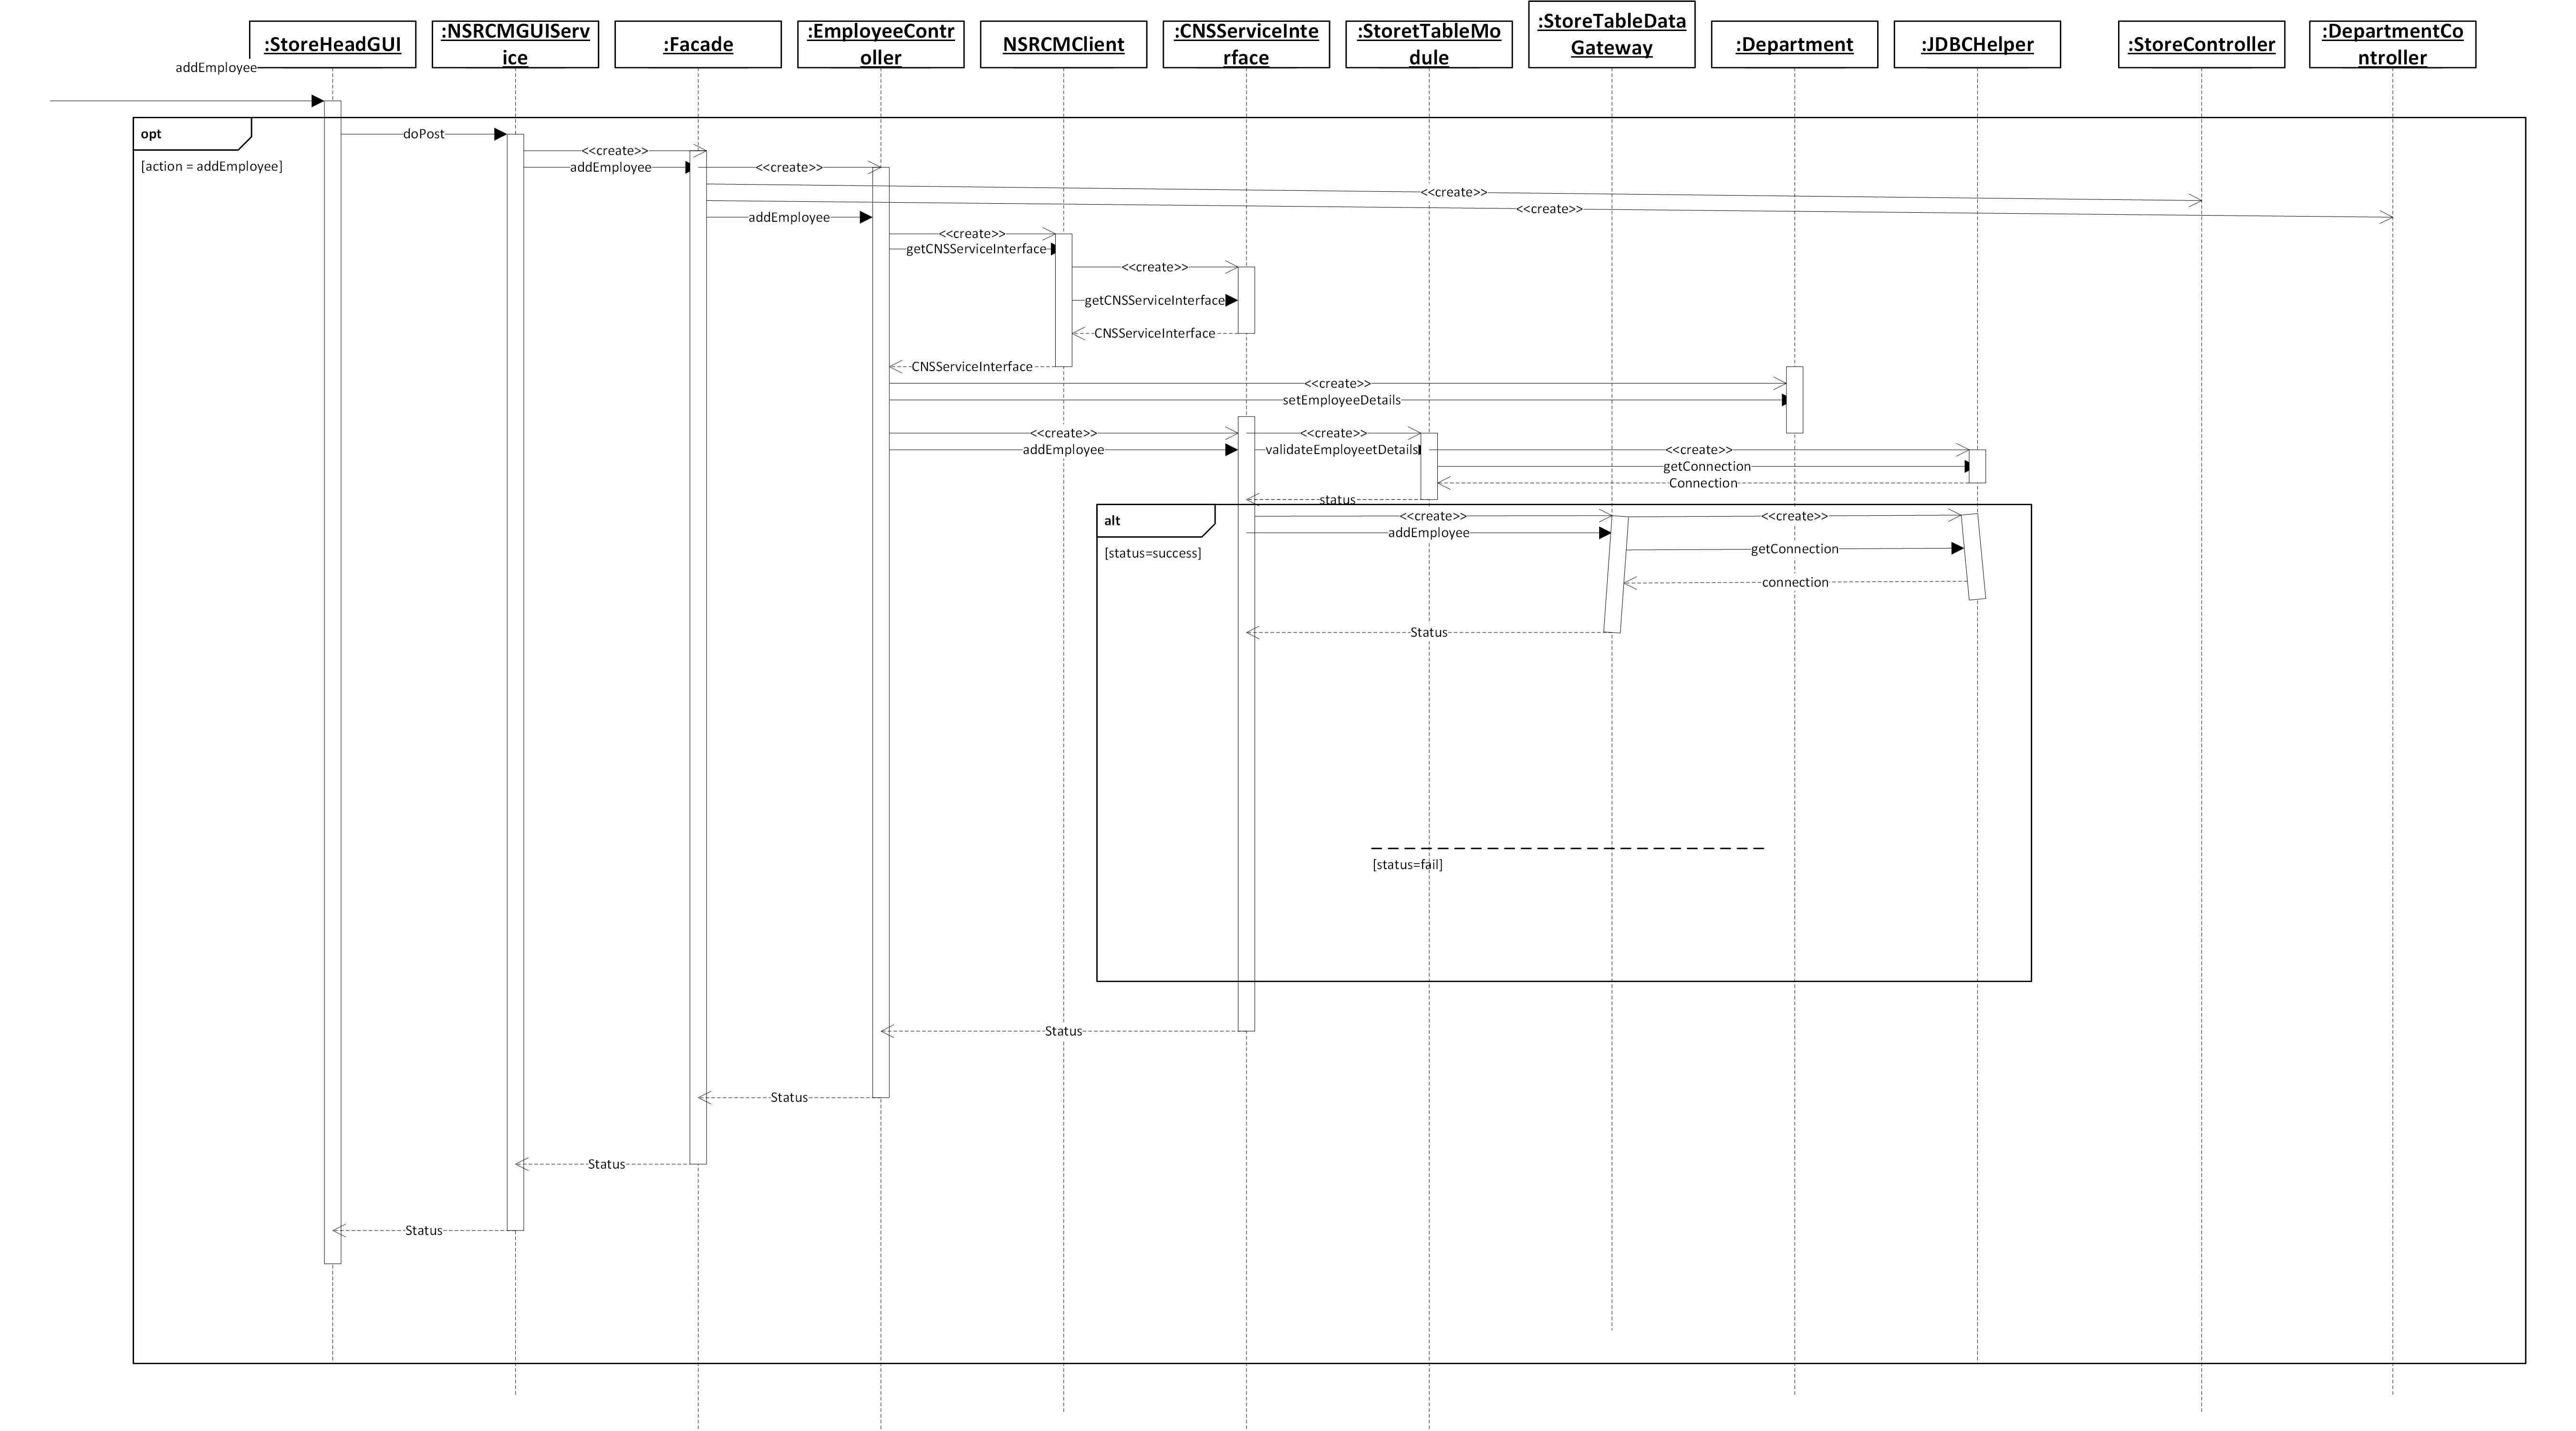 :StoreHeadGUI
:NSRCMGUIServ
ice
:Facade
:EmployeeContr
oller
NSRCMClient
:CNSServiceInte
rface
:StoretTableMo
dule
:StoreTableData
Gateway
:Department
:JDBCHelper
:StoreController
:DepartmentCo
ntroller
addEmployee
opt
doPost
[action = addEmployee]
<<create>>
addEmployee
<<create>>
<<create>>
<<create>>
addEmployee
<<create>>
getCNSServiceInterface
<<create>>
getCNSServiceInterface
CNSServiceInterface
CNSServiceInterface
<<create>>
setEmployeeDetails
<<create>>
<<create>>
addEmployee
validateEmployeetDetails
<<create>>
getConnection
Connection
status
alt
[status=success]
<<create>>
<<create>>
addEmployee
getConnection
connection
Status
[status=fail]
Status
Status
Status
Status